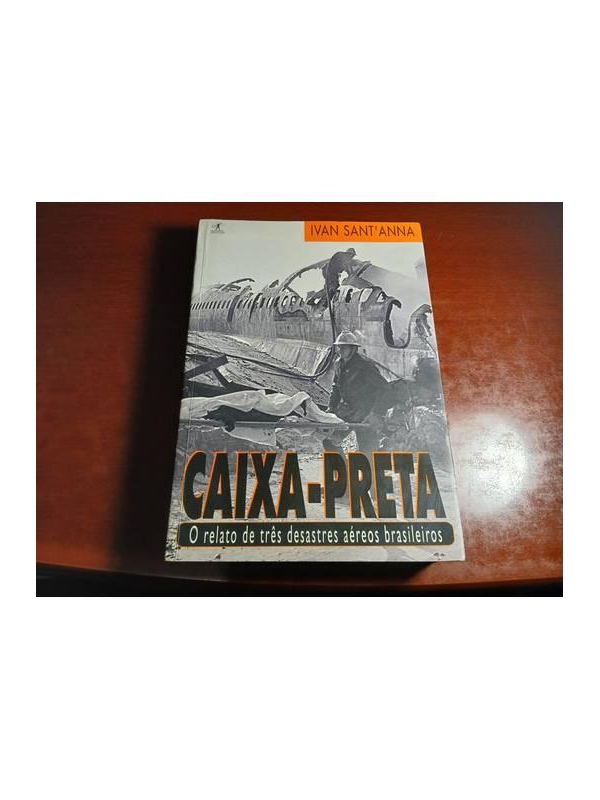 IVAN SANT'ANNA
CAIXA-PRETA
O relato de três desastres aéreos brasileiros